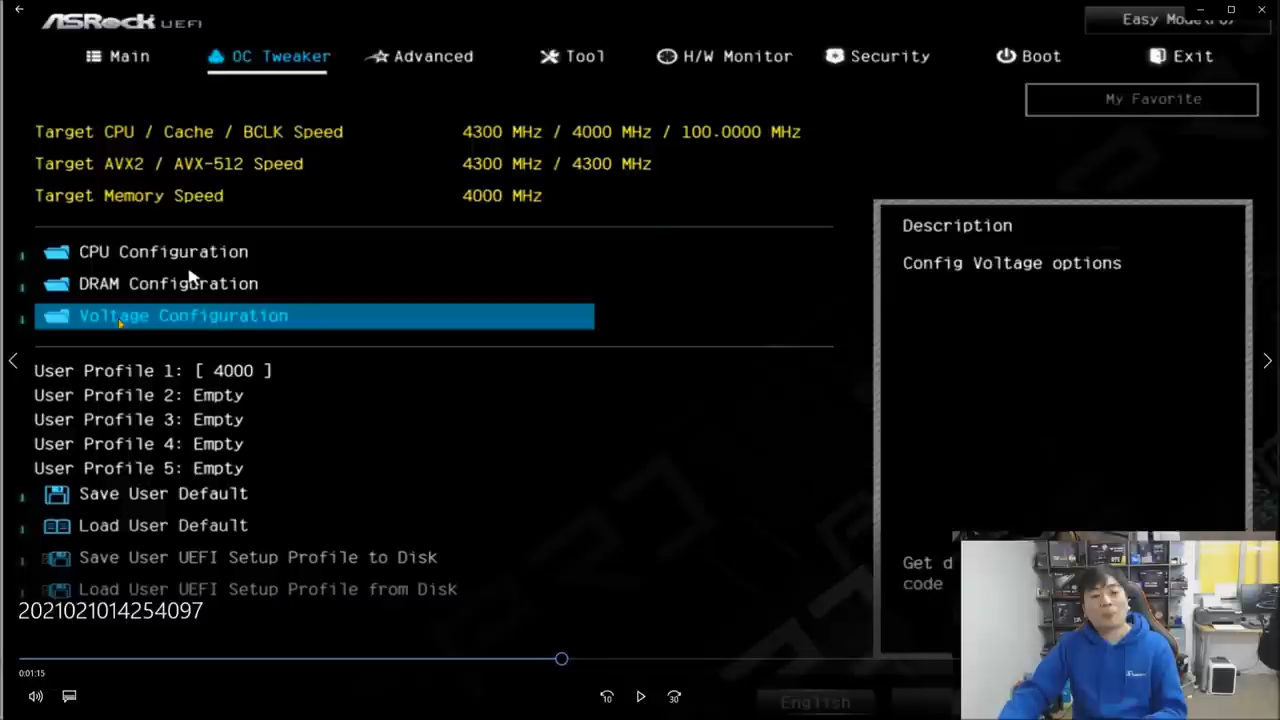 ASRock UEFI
Easy Mode(F6)
Main
OC Tweaker
Advanced
Tool
H/W Monitor
Security
Boot
Exit
My Favorite
Target CPU / Cache / BCLK Speed 4300 MHz / 4000 MHz / 100.0000 MHz
Target AVX2 / AVX-512 Speed 4300 MHz / 4300 MHz
Target Memory Speed 4000 MHz
CPU Configuration
DRAM Configuration
Voltage Configuration
Description
Config Voltage options
User Profile 1: [ 4000 ]
User Profile 2: Empty
User Profile 3: Empty
User Profile 4: Empty
User Profile 5: Empty
Save User Default
Load User Default
Save User UEFI Setup Profile to Disk
Load User UEFI Setup Profile from Disk
Get d
code
2021021014254097
0:01:15
10
30
English